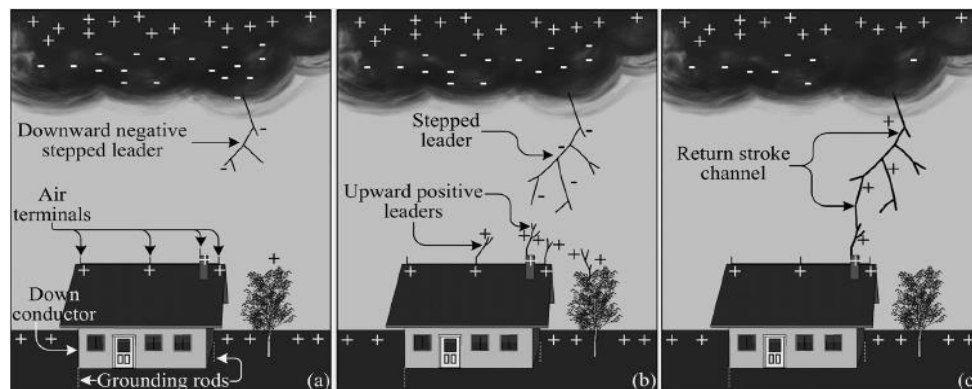 Downward negative
stepped leader
Air
terminals
Down
conductor
Grounding rods
(a)
Stepped
leader
Upward positive
leaders
(b)
Return stroke
channel
(c)